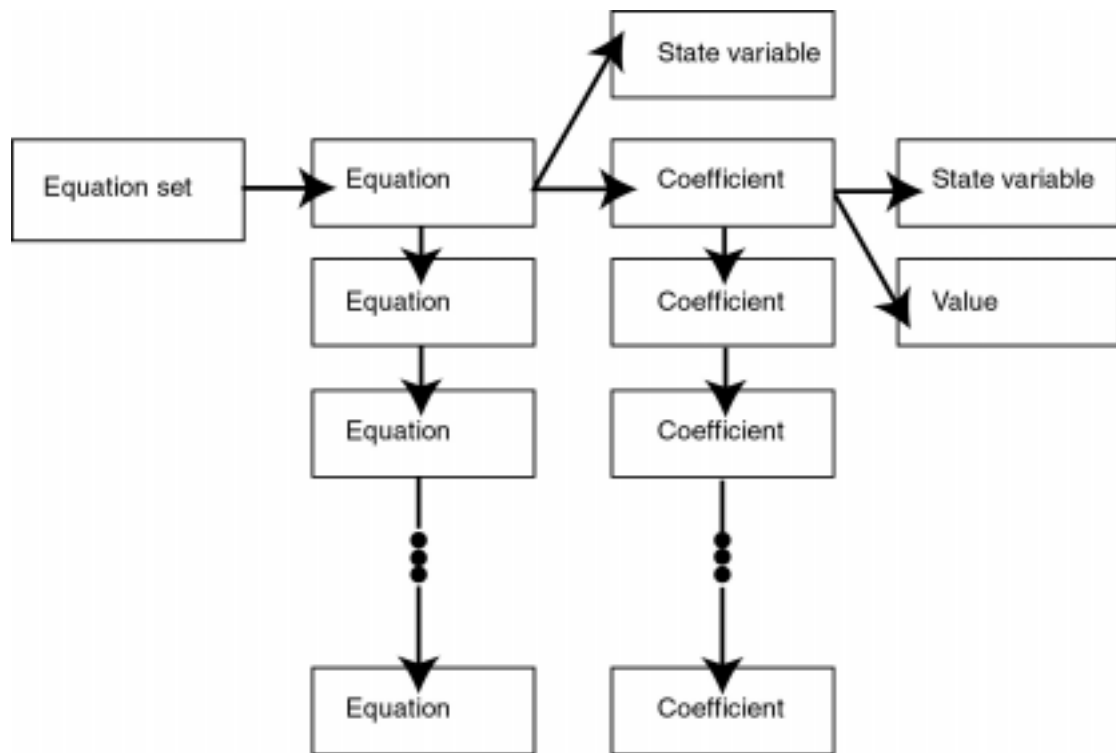 State variable
Equation set
Equation
Coefficient
State variable
Equation
Coefficient
Value
Equation
Coefficient
Equation
Coefficient